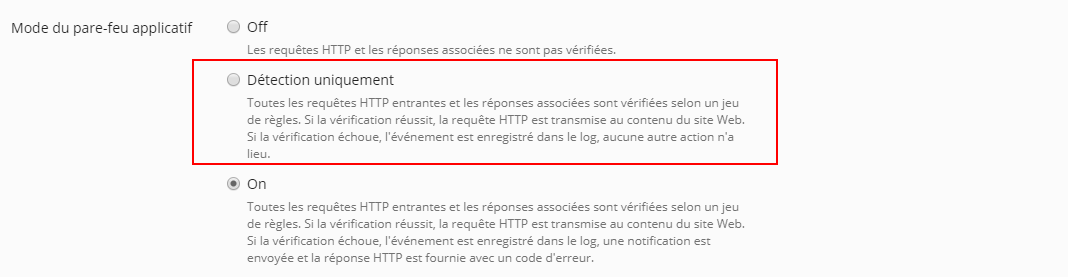 Mode du pare-feu applicatif
Off
Les requêtes HTTP et les réponses associées ne sont pas vérifiées.
Détection uniquement
Toutes les requêtes HTTP entrantes et les réponses associées sont vérifiées selon un jeu
de règles. Si la vérification réussit, la requête HTTP est transmise au contenu du site Web.
Si la vérification échoue, l'événement est enregistré dans le log, aucune autre action n'a
lieu.
On
Toutes les requêtes HTTP entrantes et les réponses associées sont vérifiées selon un jeu
de règles. Si la vérification réussit, la requête HTTP est transmise au contenu du site Web.
Si la vérification échoue, l'événement est enregistré dans le log, une notification est
envoyée et la réponse HTTP est fournie avec un code d'erreur.